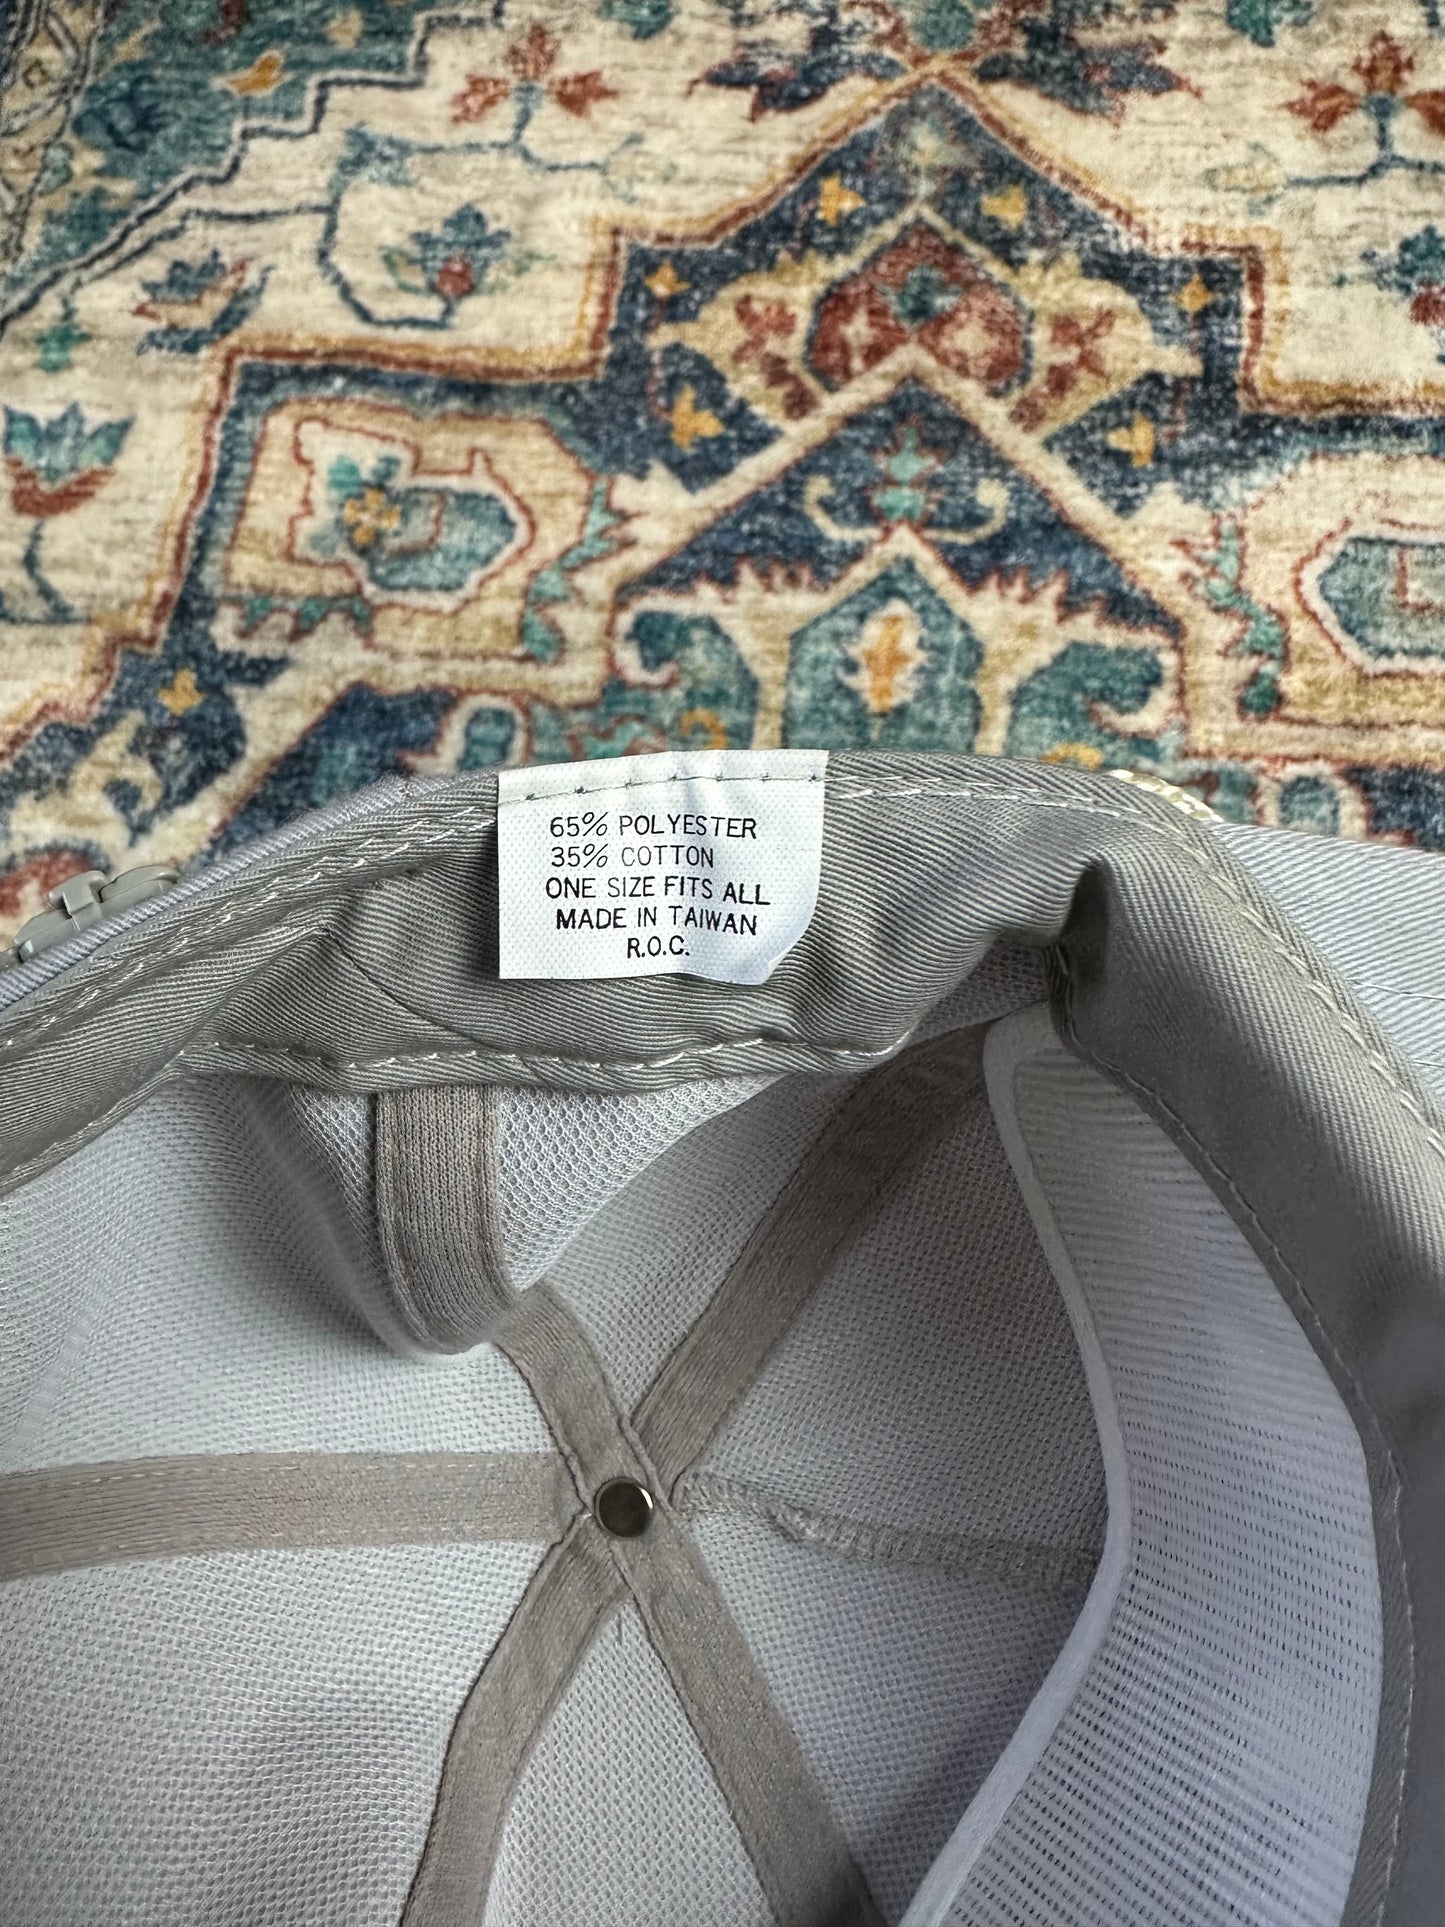 65% POLYESTER
35% COTTON
ONE SIZE FITS ALL
MADE IN TAIWAN
R.O.C.